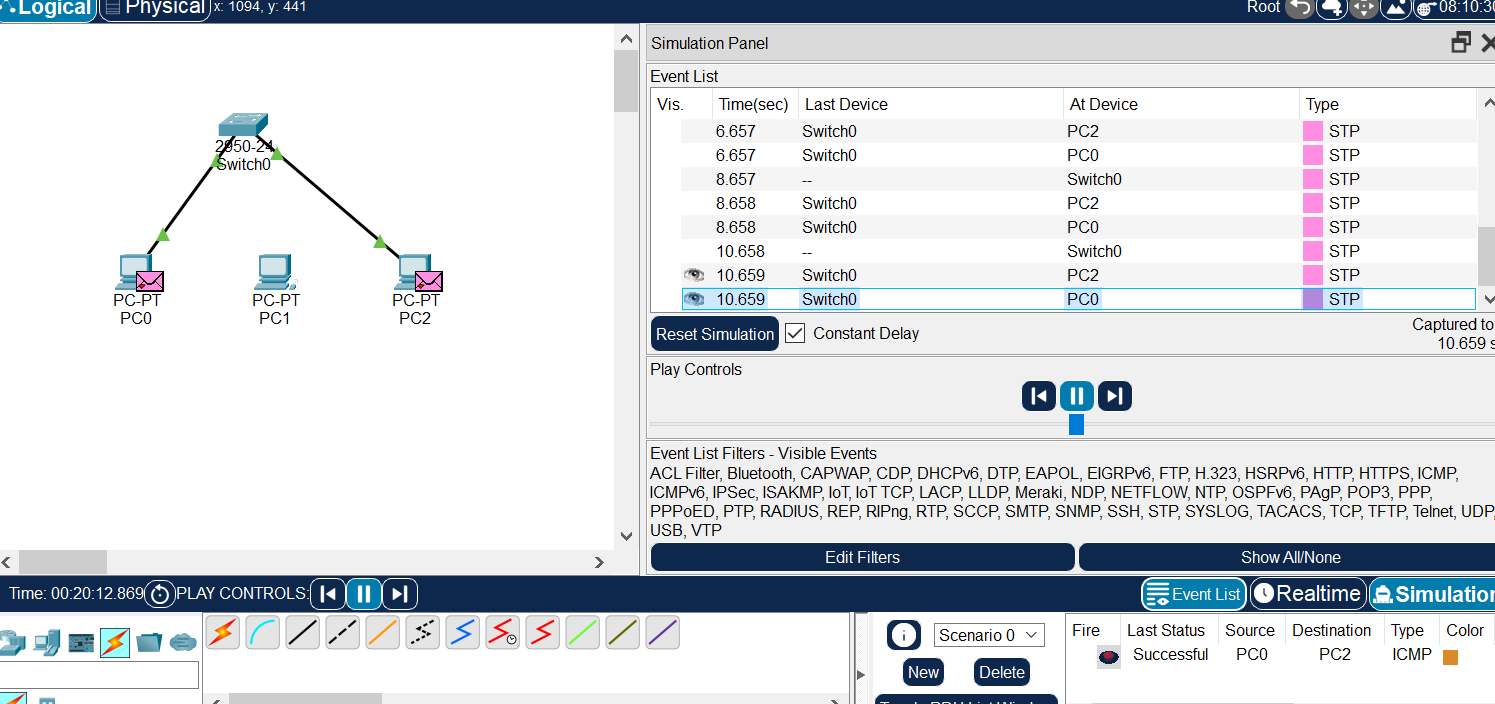 Logical Physical x: 1094, y: 441 Root 08:10:30
Simulation Panel
Event List
Vis. Time(sec) Last Device At Device Type
6.657 Switch0 PC2 STP
6.657 Switch0 PC0 STP
8.657 -- Switch0 STP
8.658 Switch0 PC2 STP
8.658 Switch0 PC0 STP
10.658 -- Switch0 STP
10.659 Switch0 PC2 STP
10.659 Switch0 PC0 STP
2950-24
Switch0
PC-PT
PC0
PC-PT
PC1
PC-PT
PC2
Reset Simulation Constant Delay Captured to
10.659 s
Play Controls
Event List Filters - Visible Events
ACL Filter, Bluetooth, CAPWAP, CDP, DHCPv6, DTP, EAPOL, EIGRPv6, FTP, H.323, HSRPv6, HTTP, HTTPS, ICMP,
ICMPv6, IPSec, ISAKMP, IoT, IoT TCP, LACP, LLDP, Meraki, NDP, NETFLOW, NTP, OSPFv6, PAgP, POP3, PPP,
PPPoED, PTP, RADIUS, REP, RIPng, RTP, SCCP, SMTP, SNMP, SSH, STP, SYSLOG, TACACS, TCP, TFTP, Telnet, UDP,
USB, VTP
Edit Filters Show All/None
Time: 00:20:12.869 PLAY CONTROLS: Event List Realtime Simulation
Scenario 0
New Delete
Fire Last Status Source Destination Type Color
Successful PC0 PC2 ICMP